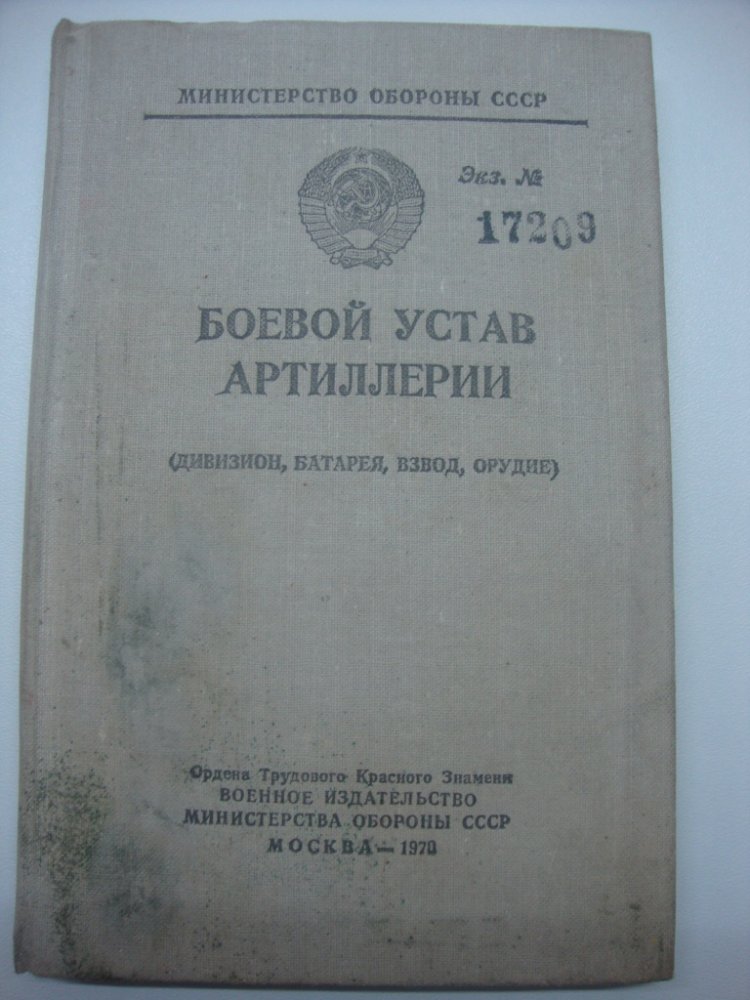 МИНИСТЕРСТВО ОБОРОНЫ СССР
Экз. №
17209
БОЕВОЙ УСТАВ
АРТИЛЛЕРИИ
(ДИВИЗИОН, БАТАРЕЯ, ВЗВОД, ОРУДИЕ)
Ордена Трудового Красного Знамени
ВОЕННОЕ ИЗДАТЕЛЬСТВО
МИНИСТЕРСТВА ОБОРОНЫ СССР
МОСКВА —